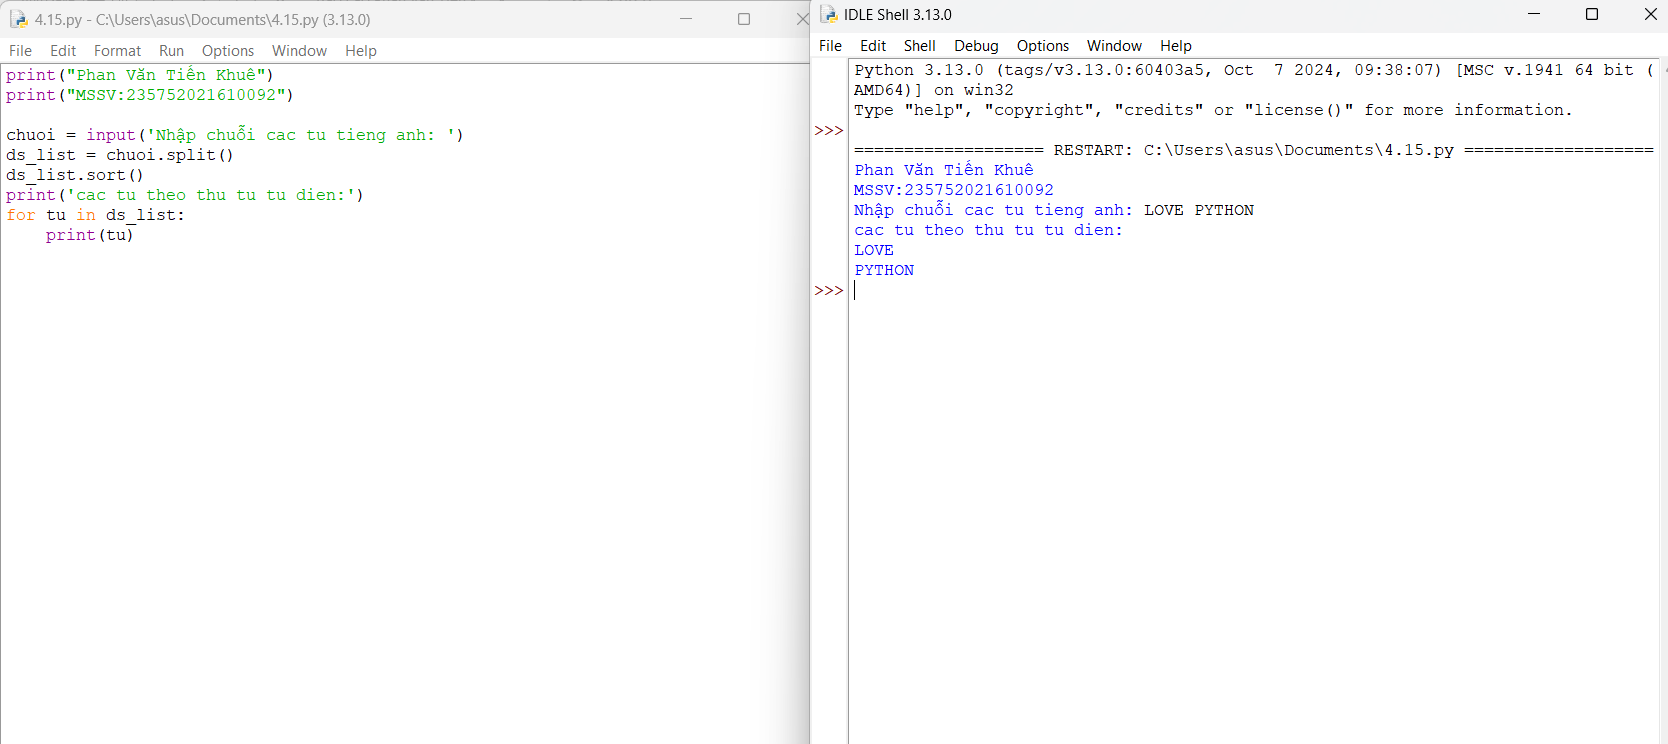 4.15.py - C:\Users\asus\Documents\4.15.py (3.13.0)
File Edit Format Run Options Window Help
print("Phan Văn Tiến Khuê")
print("MSSV:235752021610092")
chuoi = input('Nhập chuỗi cac tu tieng anh: ')
ds_list = chuoi.split()
ds_list.sort()
print('cac tu theo thu tu tu dien:')
for tu in ds_list:
    print(tu)
IDLE Shell 3.13.0
File Edit Shell Debug Options Window Help
Python 3.13.0 (tags/v3.13.0:60403a5, Oct  7 2024, 09:38:07) [MSC v.1941 64 bit (
AMD64)] on win32
Type "help", "copyright", "credits" or "license()" for more information.
>>>
=================== RESTART: C:\Users\asus\Documents\4.15.py ===================
Phan Văn Tiến Khuê
MSSV:235752021610092
Nhập chuỗi cac tu tieng anh: LOVE PYTHON
cac tu theo thu tu tu dien:
LOVE
PYTHON
>>>